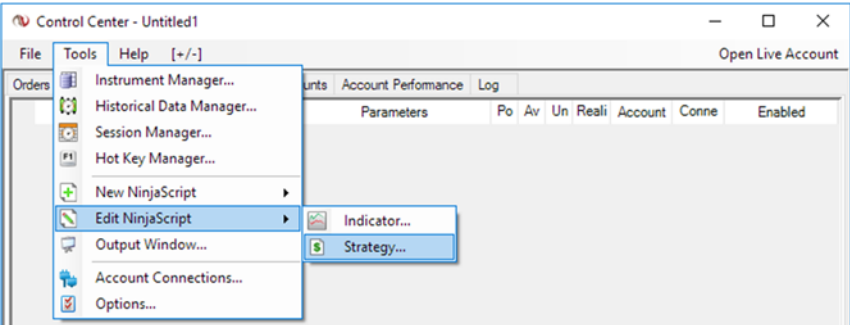 Control Center - Untitled1
File Tools Help [+/-] Open Live Account
Orders unts Account Performance Log
Parameters Po Av Un Reali Account Conne Enabled
Instrument Manager...
Historical Data Manager...
Session Manager...
F1 Hot Key Manager...
New NinjaScript
Edit NinjaScript
Indicator...
$ Strategy...
Output Window...
Account Connections...
Options...